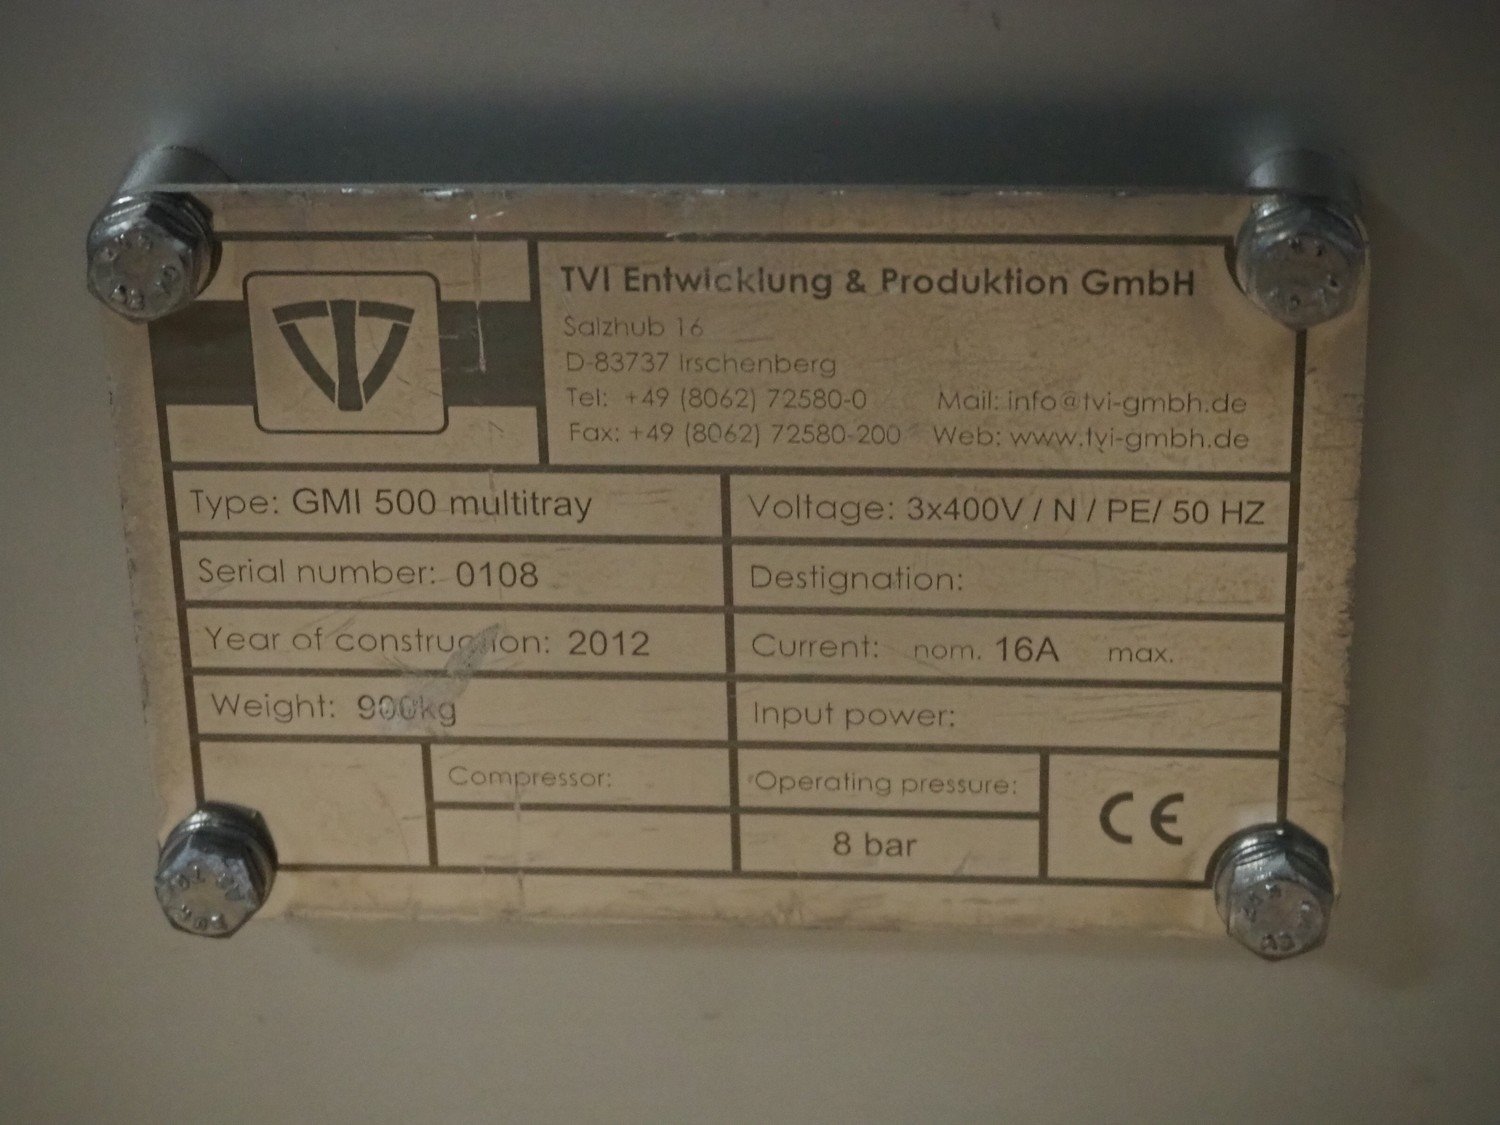 TVI Entwicklung & Produktion GmbH
Salzhub 16
D-83737 Irschenberg
Tel: +49 (8062) 72580-0 Mail: info@tvi-gmbh.de
Fax: +49 (8062) 72580-200 Web: www.tvi-gmbh.de
Type: GMI 500 multitray Voltage: 3x400V / N / PE/ 50 HZ
Serial number: 0108 Destignation:
Year of construction: 2012 Current: nom. 16A max.
Weight: 900kg Input power:
Compressor: Operating pressure:
8 bar
CE